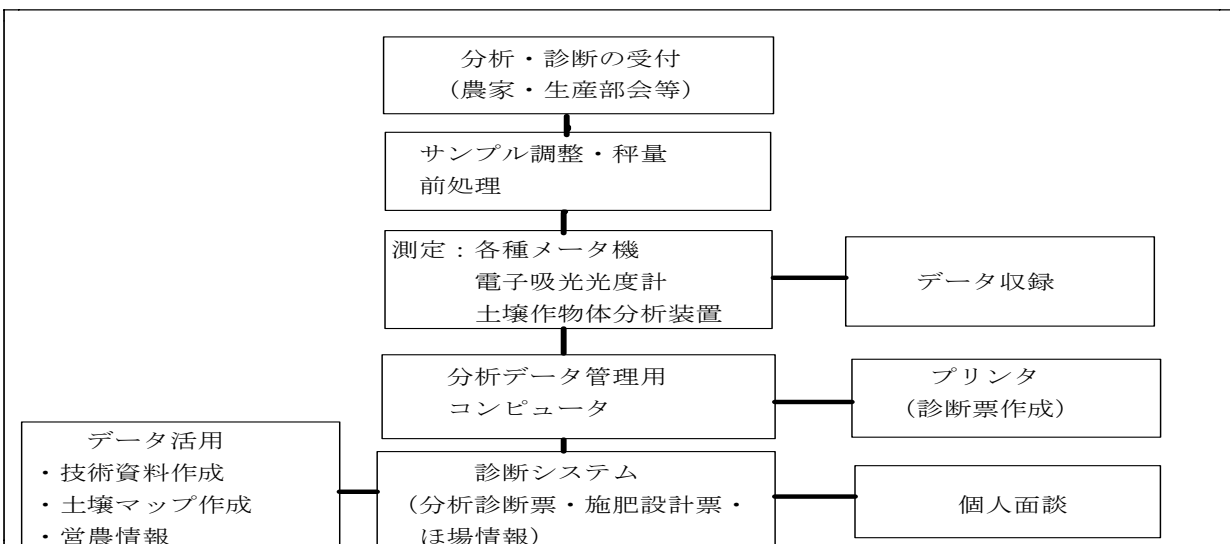 分析・診断の受付
(農家・生産部会等)
サンプル調整・秤量
前処理
測定：各種メータ機
電子吸光光度計
土壌作物体分析装置
データ収録
分析データ管理用
コンピュータ
プリンタ
(診断票作成)
データ活用
・技術資料作成
・土壌マップ作成
・営農情報
診断システム
(分析診断票・施肥設計票・
ほ場情報)
個人面談